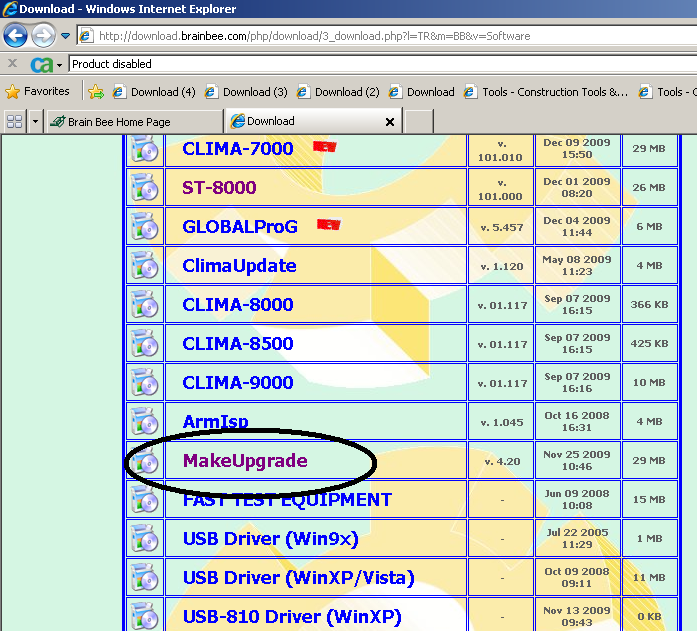 Download - Windows Internet Explorer
http://download.brainbee.com/php/download/3_download.php?l=TR&m=BB&v=Software
ca Product disabled
Favorites Download (4) Download (3) Download (2) Download Tools - Construction Tools &... Tools - C
Brain Bee Home Page Download
CLIMA-7000 NEW v. 101.010 Dec 09 2009 15:50 29 MB
ST-8000 v. 101.000 Dec 01 2009 08:20 26 MB
GLOBALProG NEW v. 5.457 Dec 04 2009 11:44 6 MB
ClimaUpdate v. 1.120 May 08 2009 11:23 4 MB
CLIMA-8000 v. 01.117 Sep 07 2009 16:15 366 KB
CLIMA-8500 v. 01.117 Sep 07 2009 16:15 425 KB
CLIMA-9000 v. 01.117 Sep 07 2009 16:16 10 MB
ArmIsp v. 1.045 Oct 16 2008 16:31 4 MB
MakeUpgrade v. 4.20 Nov 25 2009 10:46 29 MB
FAST TEST EQUIPMENT - Jun 09 2008 10:08 15 MB
USB Driver (Win9x) - Jul 22 2005 11:29 1 MB
USB Driver (WinXP/Vista) - Oct 09 2008 09:11 11 MB
USB-810 Driver (WinXP) - Nov 13 2009 09:43 0 KB